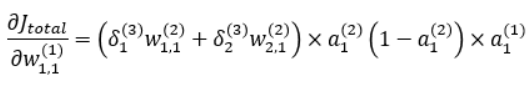 ∂J_total / ∂w_{1,1}^{(1)} = (δ_1^{(3)} w_{1,1}^{(2)} + δ_2^{(3)} w_{2,1}^{(2)}) × a_1^{(2)} (1 − a_1^{(2)}) × a_1^{(1)}